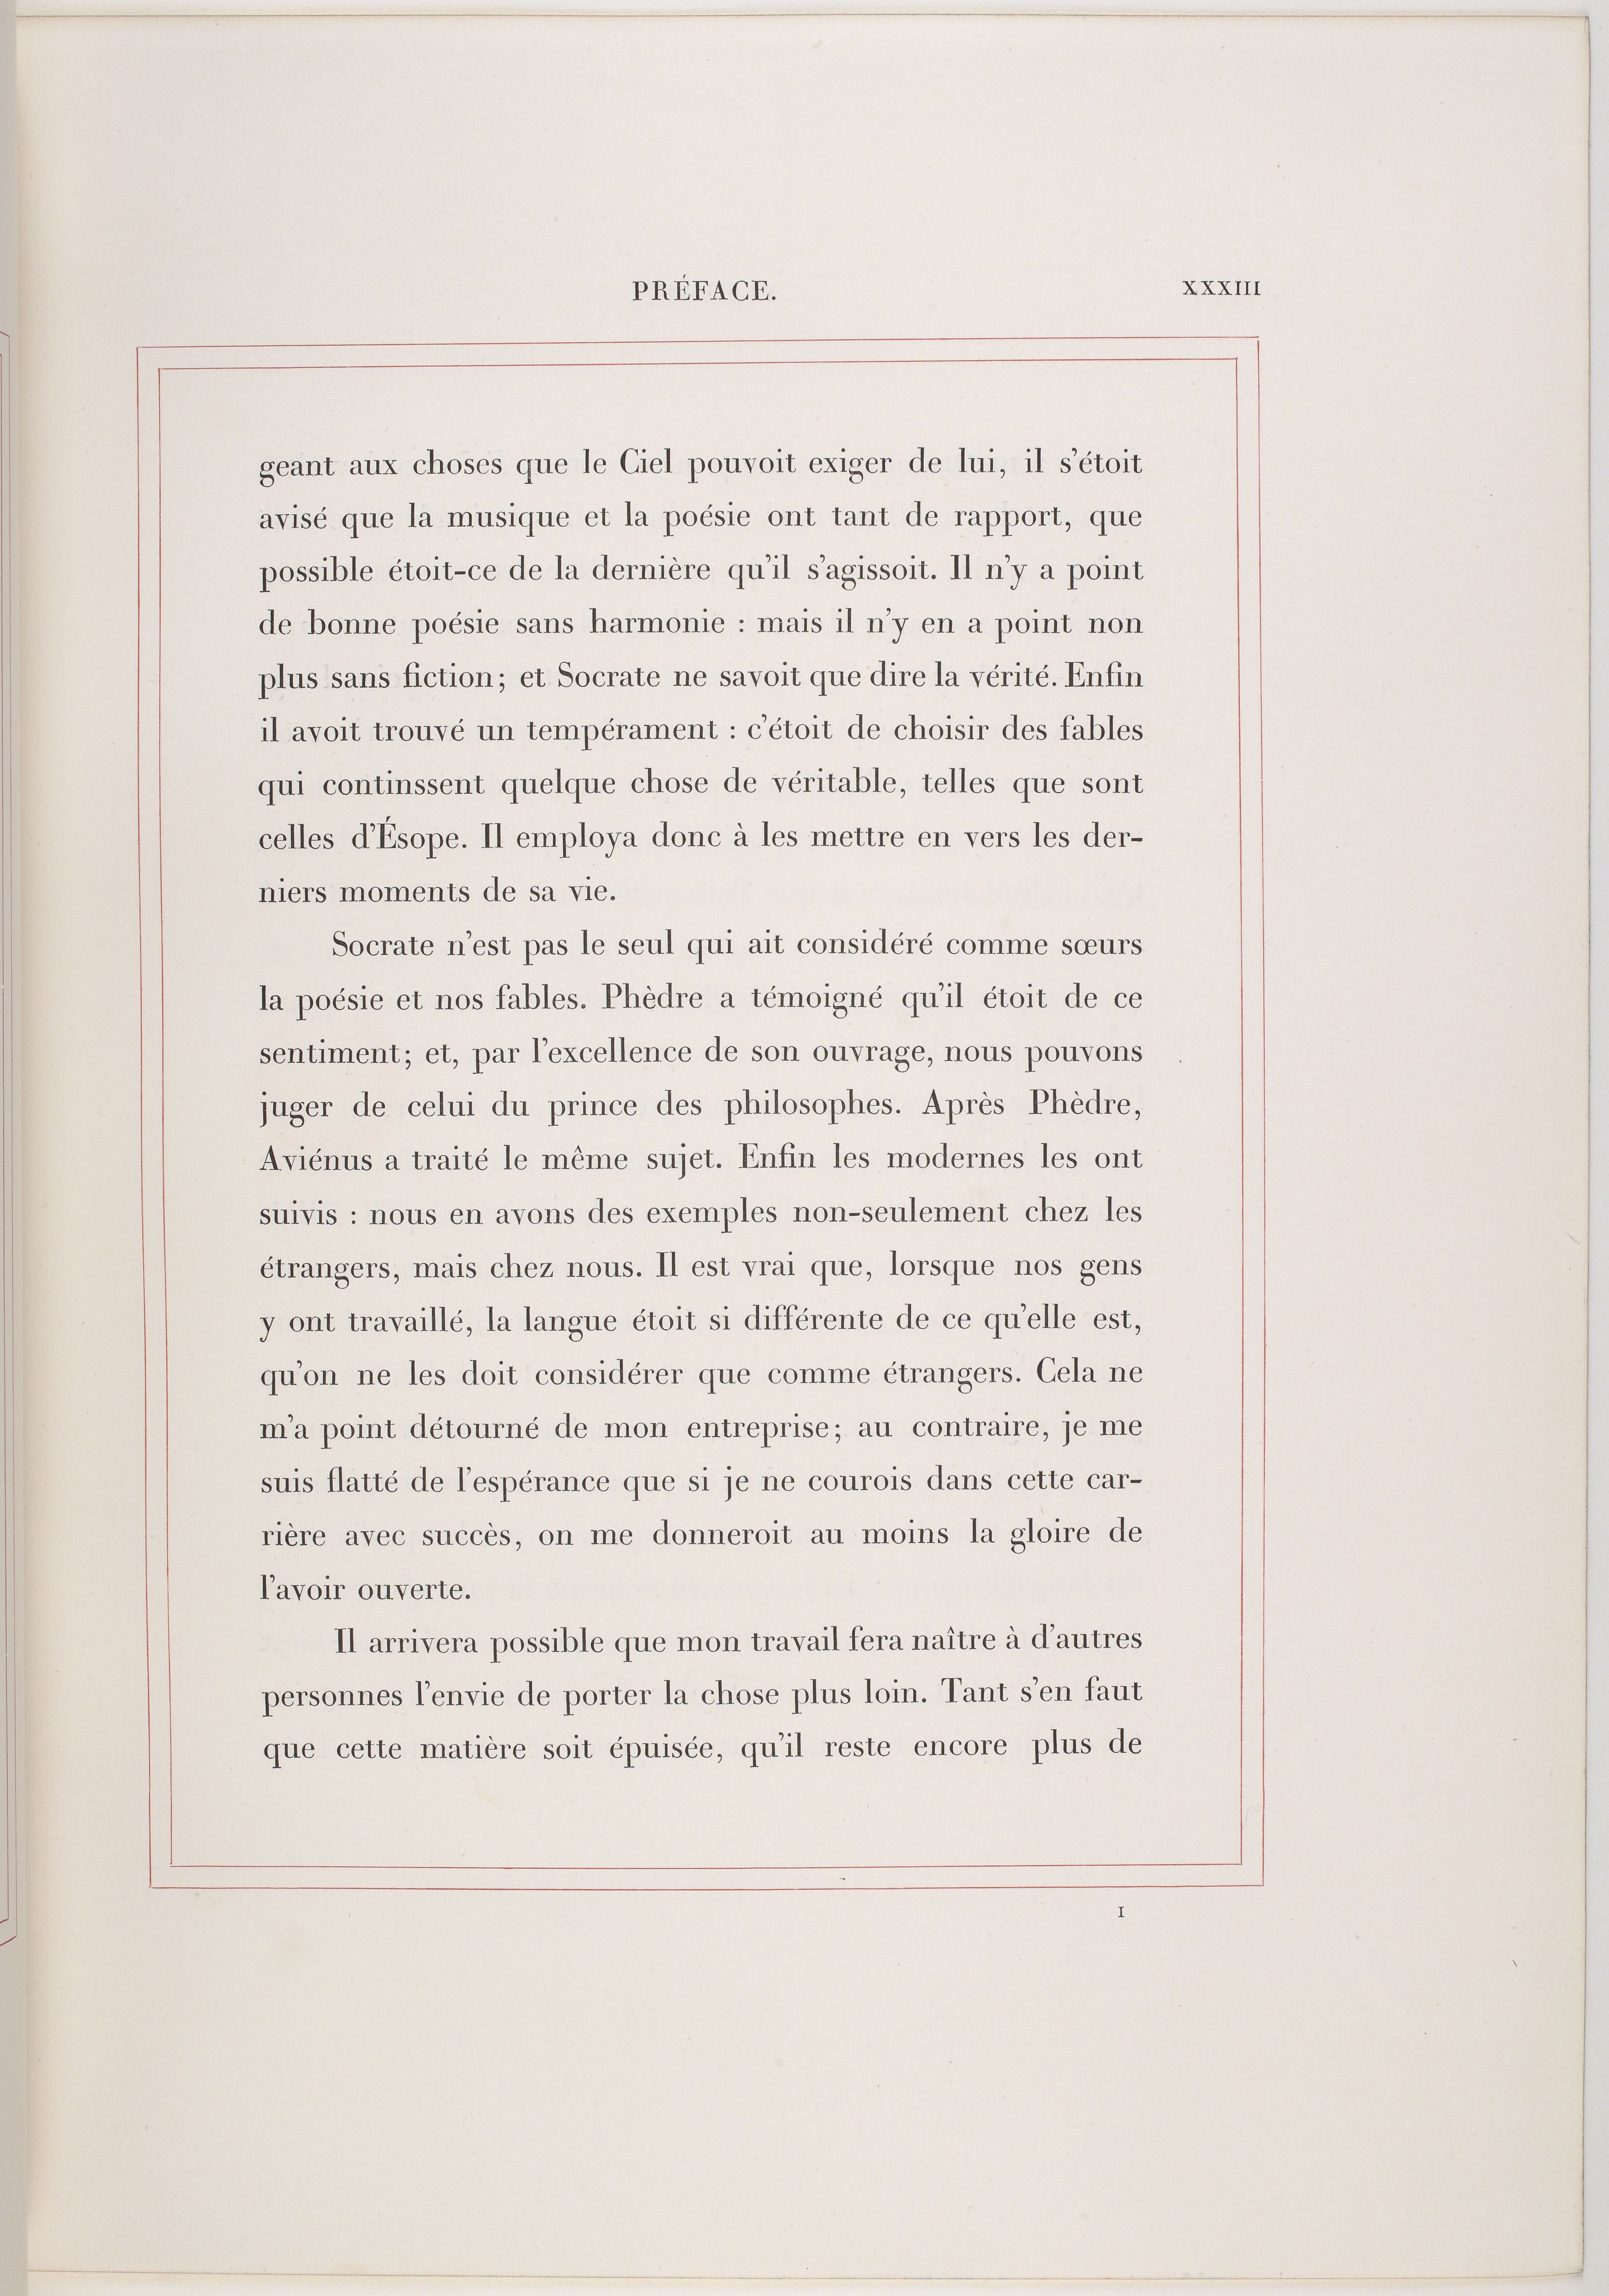 PRÉFACE. XXXIII
geant aux choses que le Ciel pouvoit exiger de lui, il s'étoit
avisé que la musique et la poésie ont tant de rapport, que
possible étoit-ce de la dernière qu'il s'agissoit. Il n'y a point
de bonne poésie sans harmonie : mais il n'y en a point non
plus sans fiction; et Socrate ne savoit que dire la vérité. Enfin
il avoit trouvé un tempérament : c'étoit de choisir des fables
qui continssent quelque chose de véritable, telles que sont
celles d'Ésope. Il employa donc à les mettre en vers les der-
niers moments de sa vie.
Socrate n'est pas le seul qui ait considéré comme sœurs
la poésie et nos fables. Phèdre a témoigné qu'il étoit de ce
sentiment; et, par l'excellence de son ouvrage, nous pouvons
juger de celui du prince des philosophes. Après Phèdre,
Aviénus a traité le même sujet. Enfin les modernes les ont
suivis : nous en avons des exemples non-seulement chez les
étrangers, mais chez nous. Il est vrai que, lorsque nos gens
y ont travaillé, la langue étoit si différente de ce qu'elle est,
qu'on ne les doit considérer que comme étrangers. Cela ne
m'a point détourné de mon entreprise; au contraire, je me
suis flatté de l'espérance que si je ne courois dans cette car-
rière avec succès, on me donneroit au moins la gloire de
l'avoir ouverte.
Il arrivera possible que mon travail fera naître à d'autres
personnes l'envie de porter la chose plus loin. Tant s'en faut
que cette matière soit épuisée, qu'il reste encore plus de
I